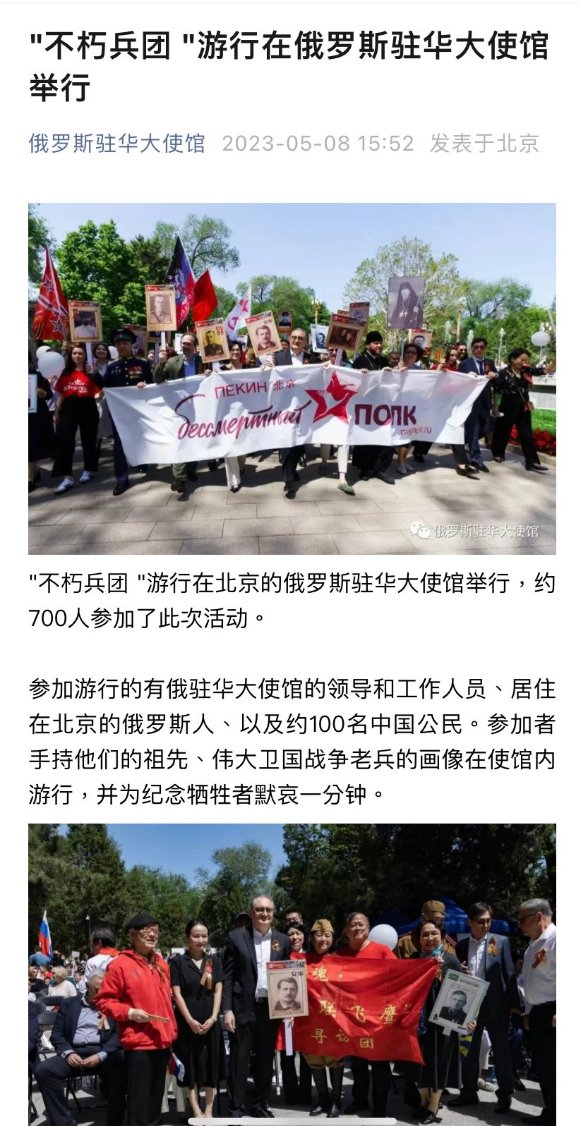 "不朽兵团 "游行在俄罗斯驻华大使馆
举行
俄罗斯驻华大使馆 2023-05-08 15:52 发表于北京
ПЕКИН 北京
бессмертный ПОЛК
俄罗斯驻华大使馆
"不朽兵团 "游行在北京的俄罗斯驻华大使馆举行，约
700人参加了此次活动。
参加游行的有俄驻华大使馆的领导和工作人员、居住
在北京的俄罗斯人、以及约100名中国公民。参加者
手持他们的祖先、伟大卫国战争老兵的画像在使馆内
游行，并为纪念牺牲者默哀一分钟。
魂
联飞鹰
寻访团